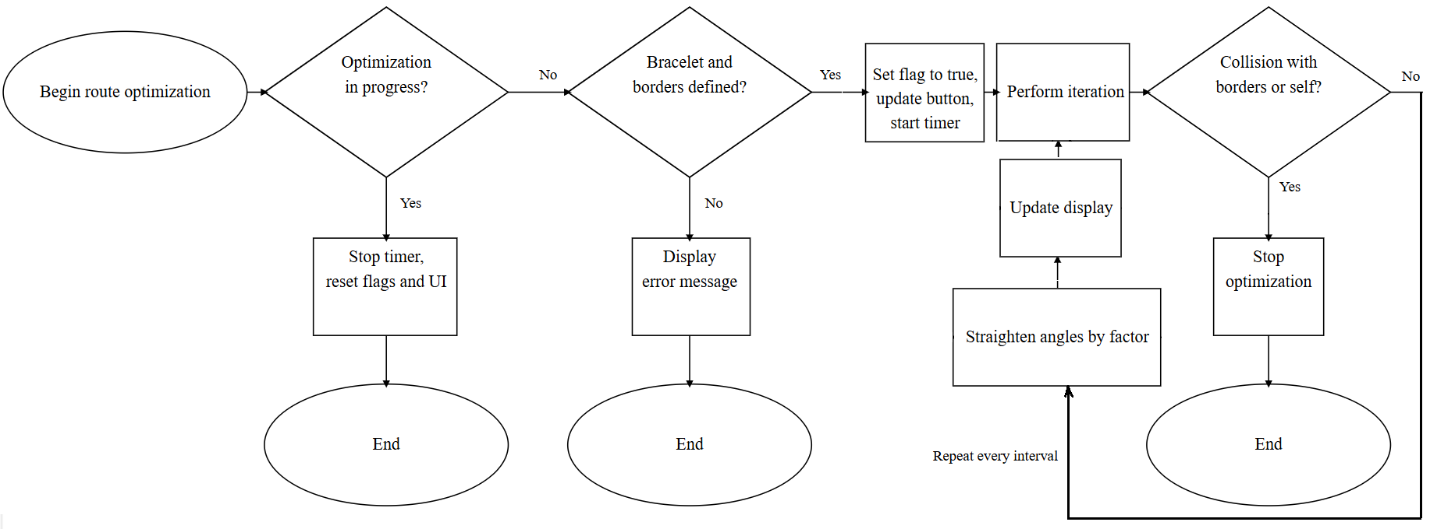 Begin route optimization
Optimization
in progress?
No
Yes
Stop timer,
reset flags and UI
End
Bracelet and
borders defined?
Yes
No
Display
error message
End
Set flag to true,
update button,
start timer
Perform iteration
Update display
Straighten angles by factor
Repeat every interval
Collision with
borders or self?
No
Yes
Stop
optimization
End